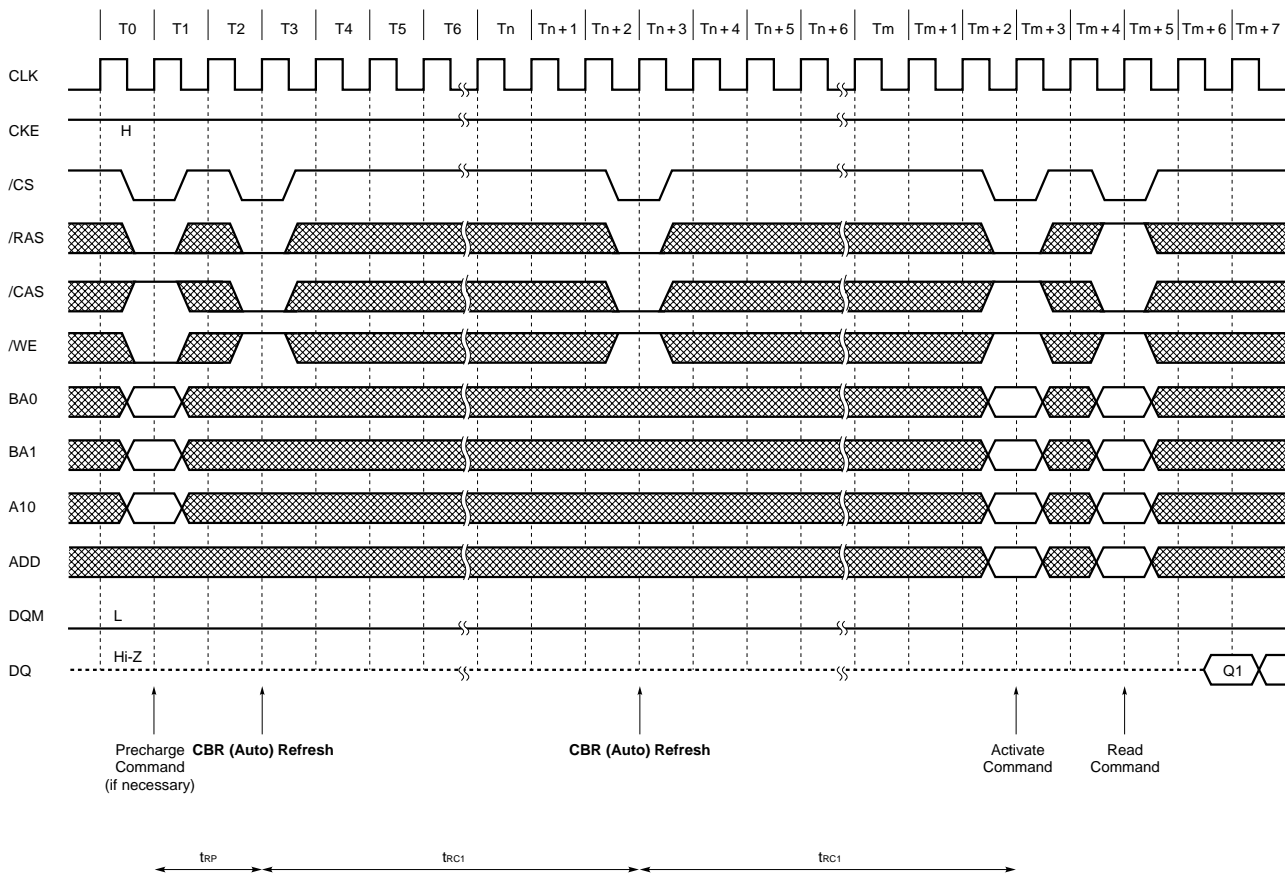 T0 T1 T2 T3 T4 T5 T6 Tn Tn + 1 Tn + 2 Tn + 3 Tn + 4 Tn + 5 Tn + 6 Tm Tm + 1 Tm + 2 Tm + 3 Tm + 4 Tm + 5 Tm + 6 Tm + 7
CLK
CKE H
/CS
/RAS
/CAS
/WE
BA0
BA1
A10
ADD
DQM L
DQ Hi-Z Q1
Precharge
Command
(if necessary)
CBR (Auto) Refresh
CBR (Auto) Refresh
Activate
Command
Read
Command
tRP tRC1 tRC1